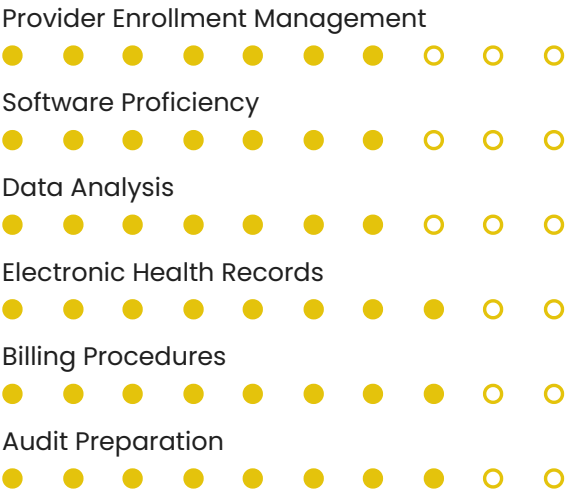 Provider Enrollment Management
Software Proficiency
Data Analysis
Electronic Health Records
Billing Procedures
Audit Preparation